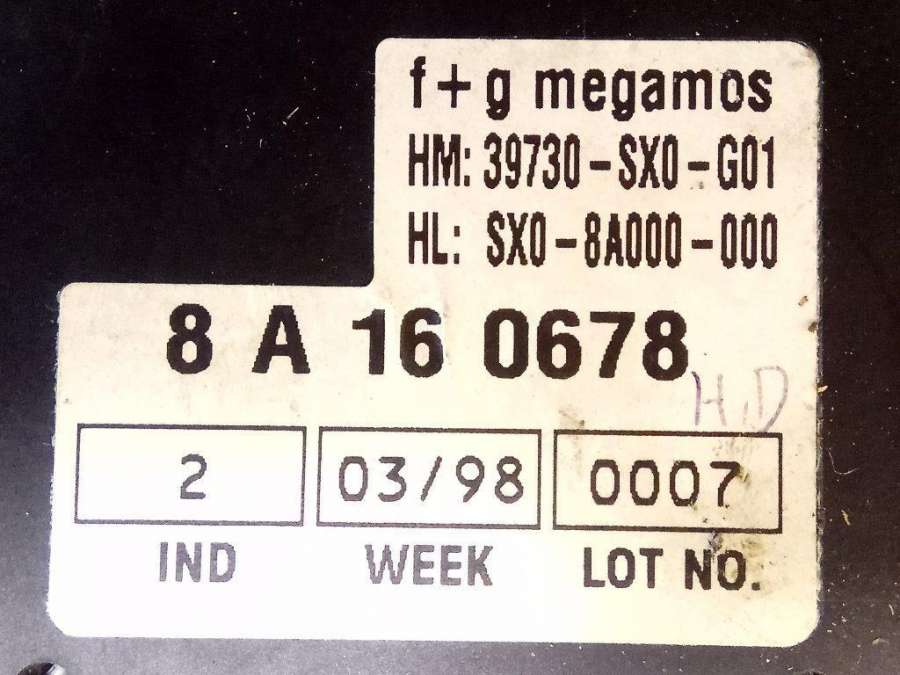 f+g megamos
HM: 39730-SX0-G01
HL: SX0-8A000-000
8 A 16 0678
H.D
2 03/98 0007
IND WEEK LOT NO.